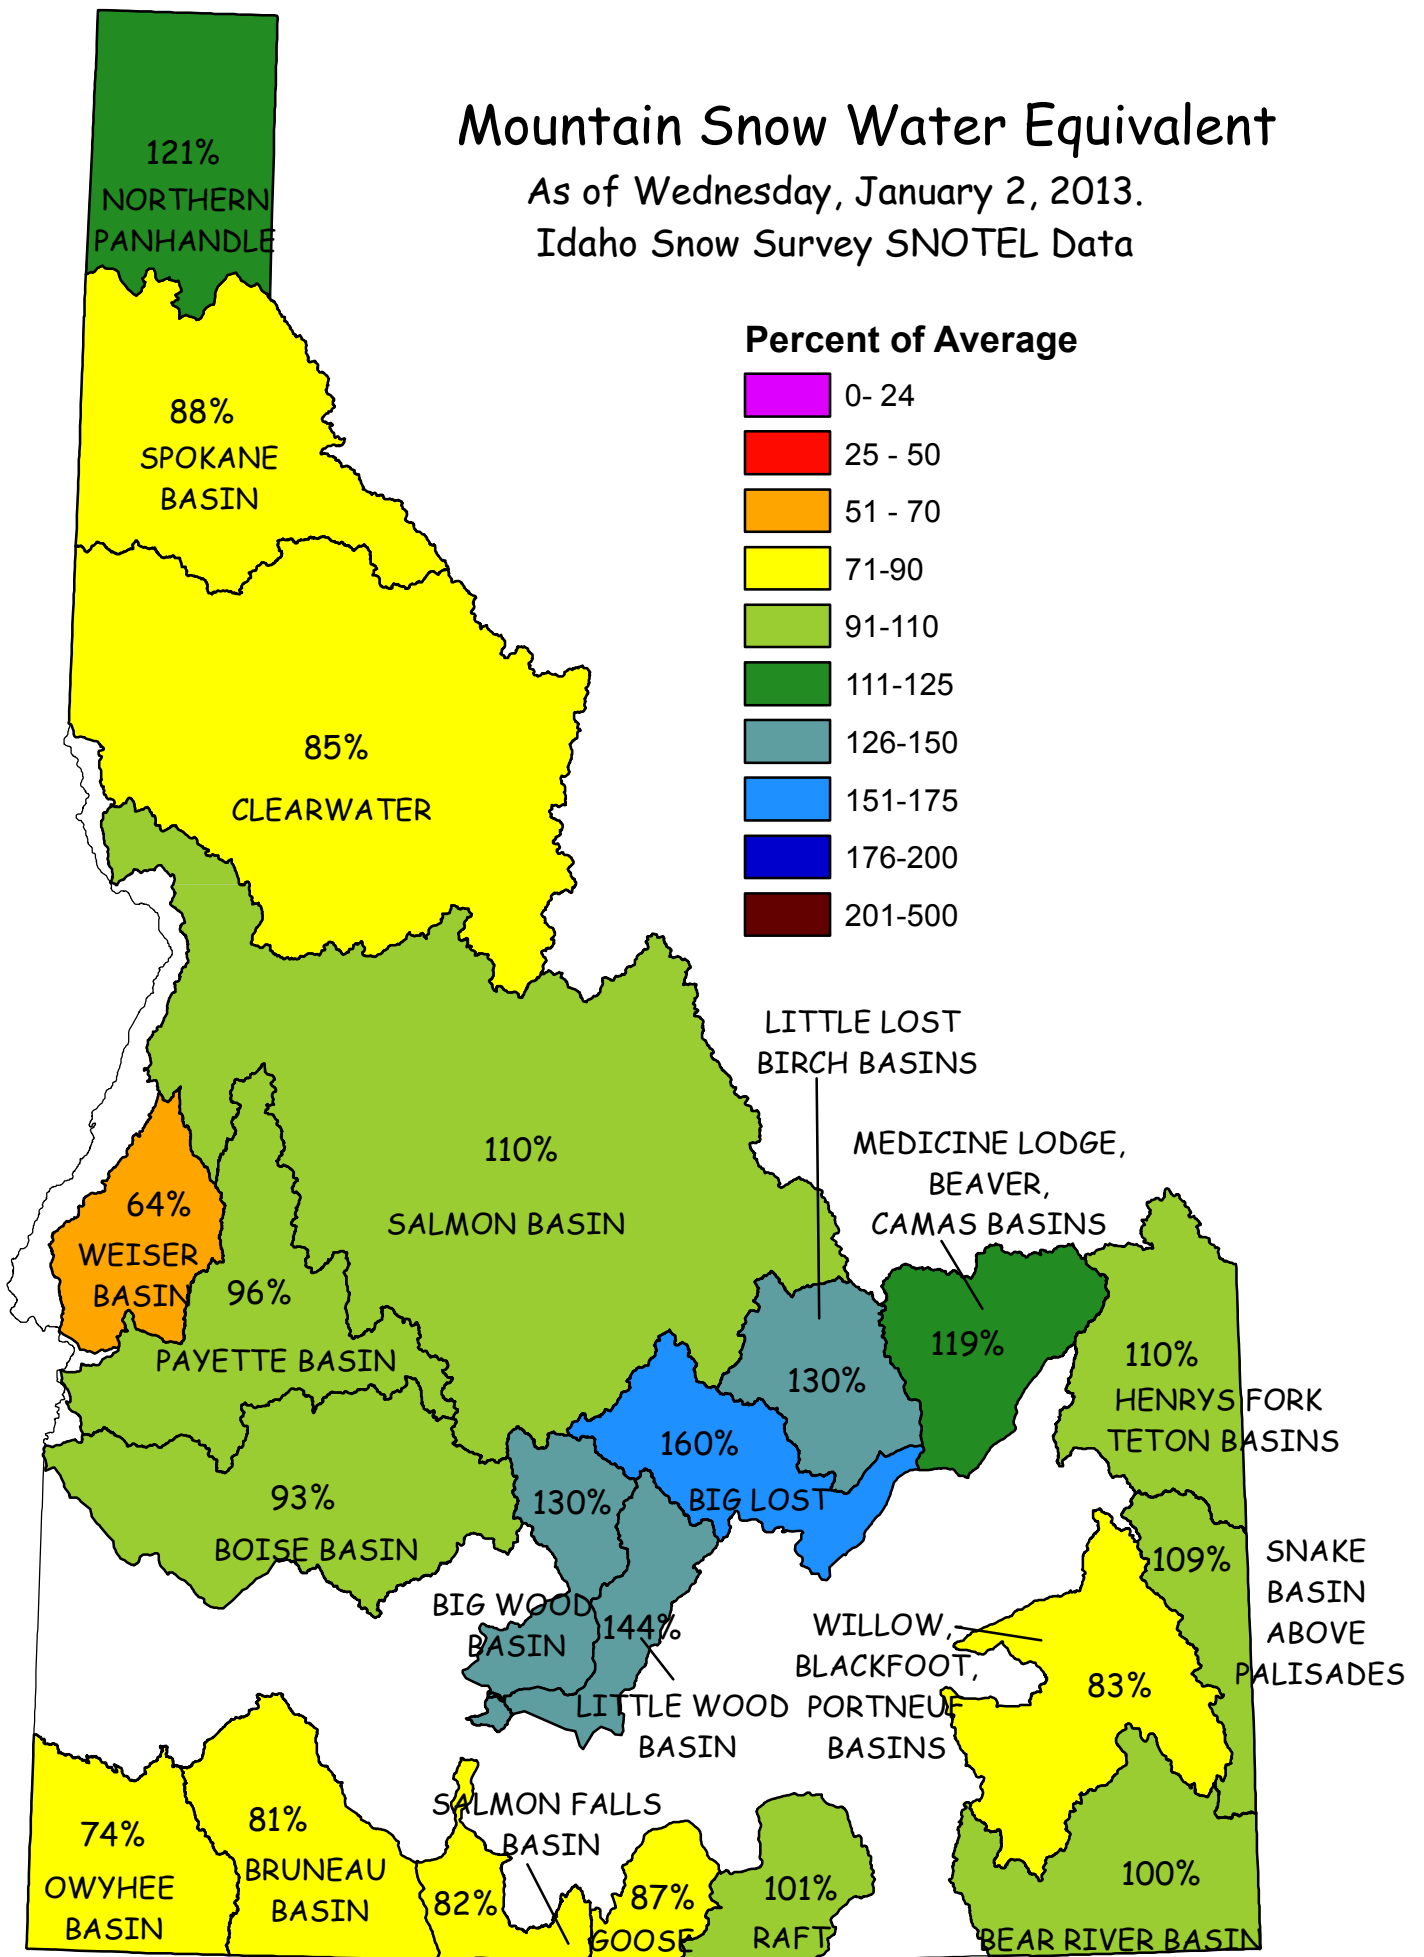 Mountain Snow Water Equivalent
As of Wednesday, January 2, 2013.
Idaho Snow Survey SNOTEL Data
Percent of Average
0- 24
25 - 50
51 - 70
71-90
91-110
111-125
126-150
151-175
176-200
201-500
121%
NORTHERN
PANHANDLE
88%
SPOKANE
BASIN
85%
CLEARWATER
110%
SALMON BASIN
64%
WEISER
BASIN
96%
PAYETTE BASIN
93%
BOISE BASIN
LITTLE LOST
BIRCH BASINS
130%
MEDICINE LODGE,
BEAVER,
CAMAS BASINS
119%
110%
HENRYS FORK
TETON BASINS
160%
BIG LOST
130%
BIG WOOD
BASIN
144%
LITTLE WOOD
BASIN
109%
SNAKE
BASIN
ABOVE
PALISADES
WILLOW,
BLACKFOOT,
PORTNEUF
BASINS
83%
74%
OWYHEE
BASIN
81%
BRUNEAU
BASIN
SALMON FALLS
BASIN
82%
87%
GOOSE
101%
RAFT
100%
BEAR RIVER BASIN